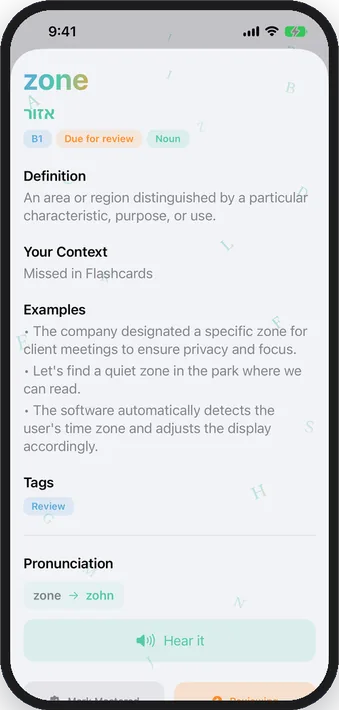 9:41
zone
אזור
B1 Due for review Noun
Definition
An area or region distinguished by a particular
characteristic, purpose, or use.
Your Context
Missed in Flashcards
Examples
• The company designated a specific zone for
client meetings to ensure privacy and focus.
• Let's find a quiet zone in the park where we
can read.
• The software automatically detects the
user's time zone and adjusts the display
accordingly.
Tags
Review
Pronunciation
zone → zohn
Hear it
Mark Mastered Reviewing